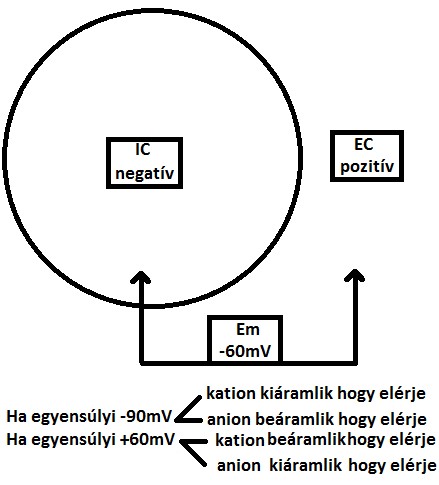 IC
negatív
EC
pozitív
Em
-60mV
kation kiáramlik hogy elérje
Ha egyensúlyi -90mV
anion beáramlik hogy elérje
Ha egyensúlyi +60mV
kation beáramlikhogy elérje
anion kiáramlik hogy elérje